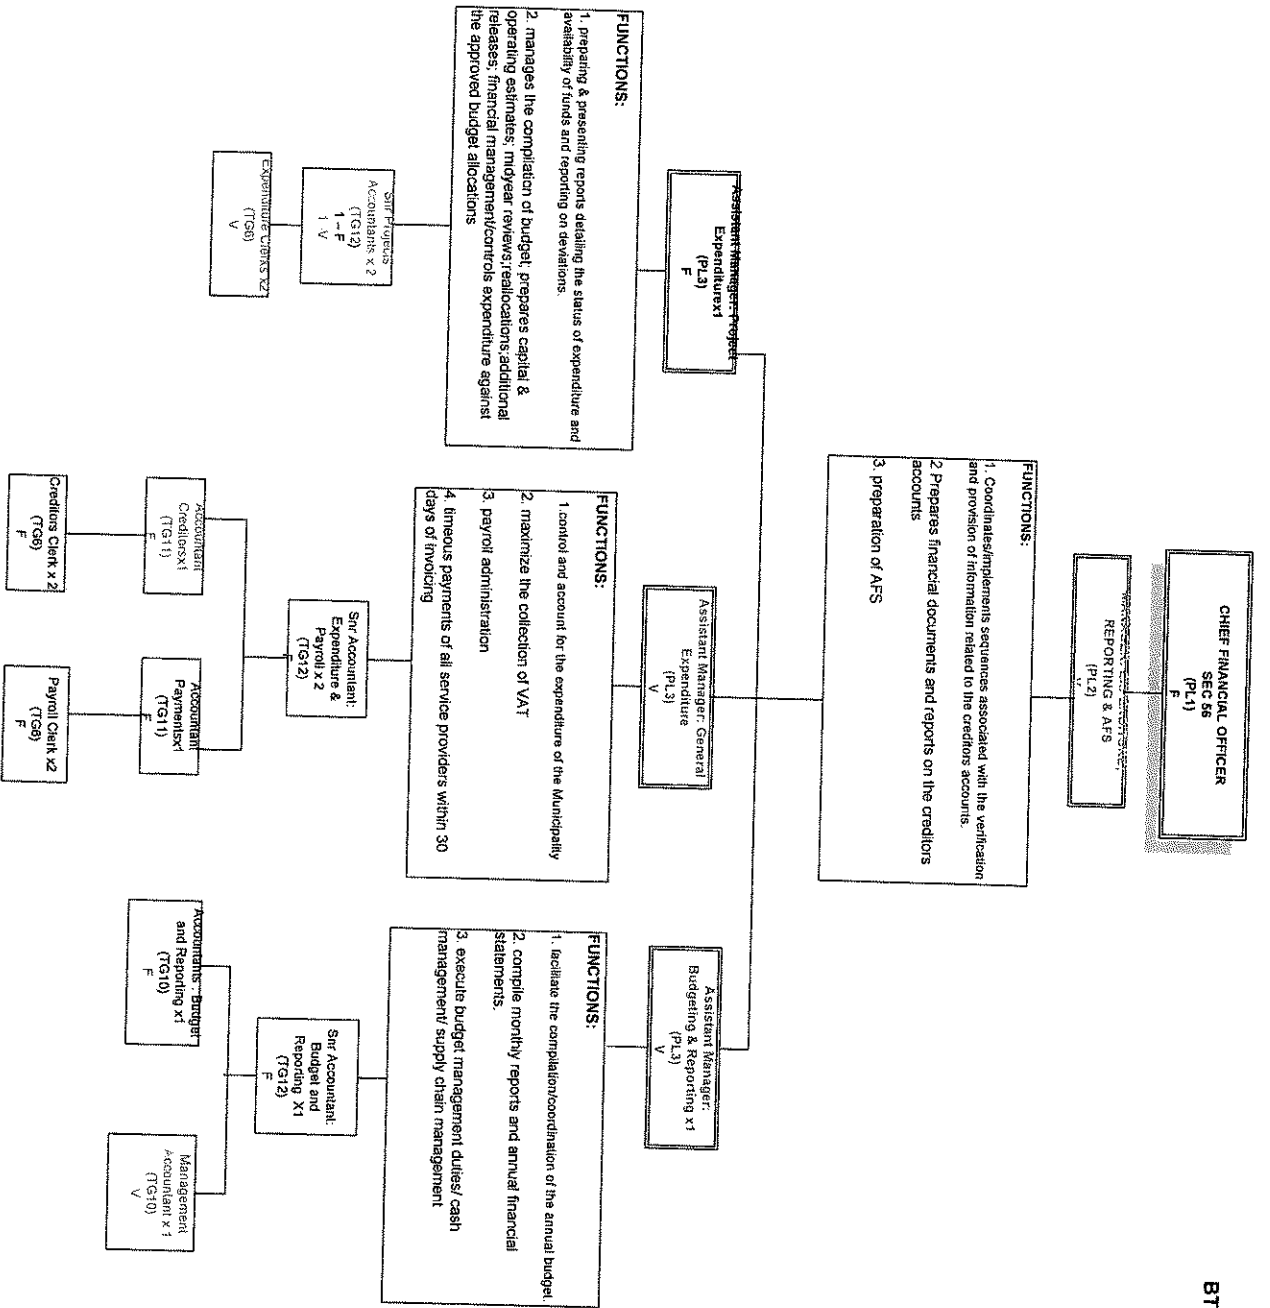 BT
CHIEF FINANCIAL OFFICER
SEC 56
(PL1)
F
REPORTING & AFS
(PL2)
FUNCTIONS:
1. Coordinates/implements sequences associated with the verification
and provision of information related to the creditors accounts.
2 Prepares financial documents and reports on the creditors
accounts
3. preparation of AFS
Assistant Manager: Project
Expenditurex1
(PL3)
F
FUNCTIONS:
1. preparing & presenting reports detailing the status of expenditure and
availability of funds and reporting on deviations.
2. manages the compilation of budget; prepares capital &
operating estimates; midyear reviews;reallocations;additional
releases; financial management/controls expenditure against
the approved budget allocations
Snr Projects
Accountants x 2
(TG12)
1 – F
1 -V
Expenditure Clerks x2
(TG6)
V
Assistant Manager: General
Expenditure
(PL3)
V
FUNCTIONS:
1.control and account for the expenditure of the Municipality
2. maximize the collection of VAT
3. payroll administration
4. timeous payments of all service providers within 30
days of invoicing
Snr Accountant:
Expenditure &
Payroll x 2
(TG12)
F
Accountant
Creditorsx1
(TG11)
F
Creditors Clerk x 2
(TG6)
F
Accountant
Paymentsx1
(TG11)
F
Payroll Clerk x2
(TG6)
F
Assistant Manager:
Budgeting & Reporting x1
(PL3)
V
FUNCTIONS:
1. facilitate the compilation/coordination of the annual budget.
2. compile monthly reports and annual financial
statements.
3. execute budget management duties/ cash
management/ supply chain management
Snr Accountant:
Budget and
Reporting X1
(TG12)
F
Accountants : Budget
and Reporting x1
(TG10)
F
Management
Accountant x 1
(TG10)
V